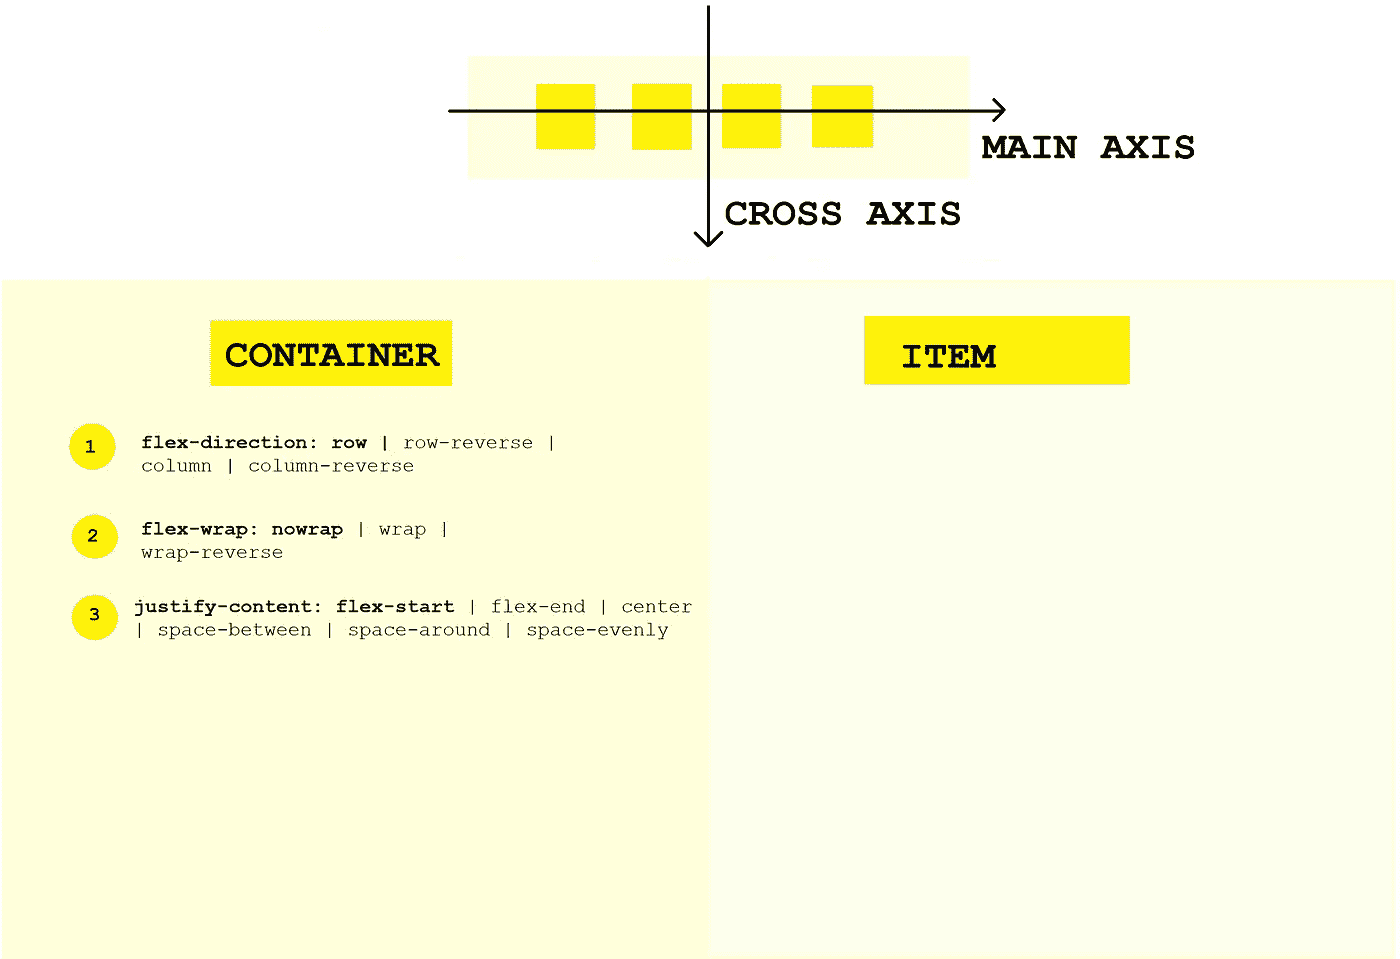 MAIN AXIS
CROSS AXIS
CONTAINER
1
flex-direction: row | row-reverse |
column | column-reverse
2
flex-wrap: nowrap | wrap |
wrap-reverse
3
justify-content: flex-start | flex-end | center
| space-between | space-around | space-evenly
ITEM